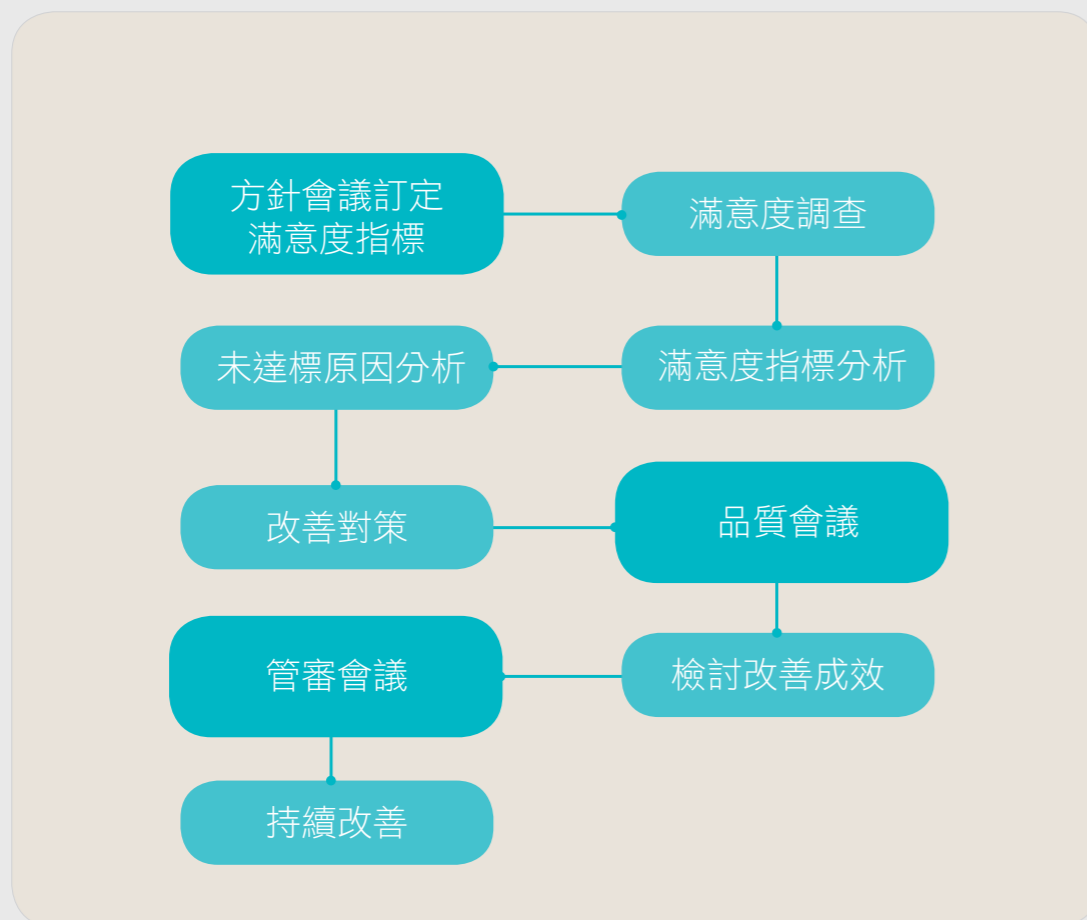 方針會議訂定
滿意度指標
滿意度調查
滿意度指標分析
未達標原因分析
改善對策
品質會議
檢討改善成效
管審會議
持續改善